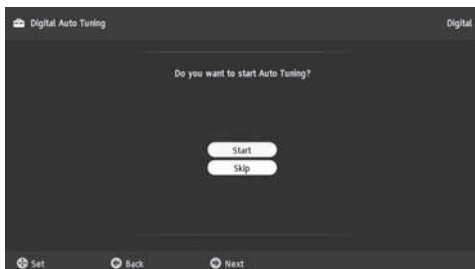 Digital Auto Tuning Digital
Do you want to start Auto Tuning?
Start
Skip
Set Back Next